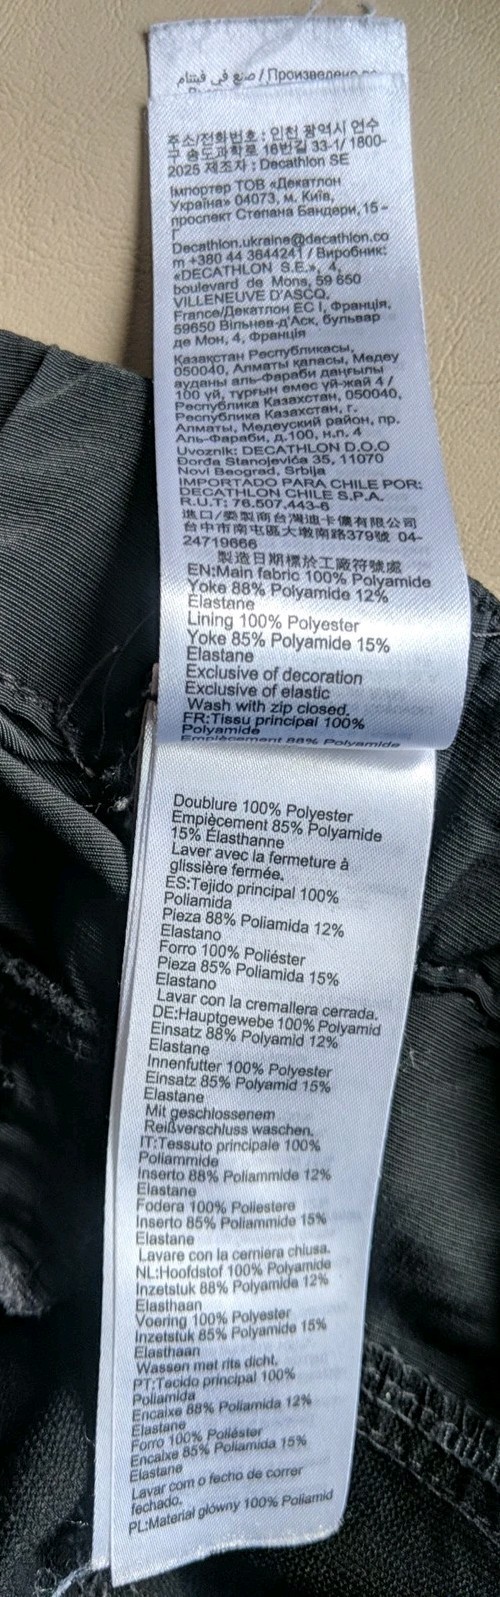 صنع في فيتنام / Произведено во
주소/전화번호 : 인천 광역시 연수
구 송도과학로 16번길 33-1/ 1800-
2025 제조자 : Decathlon SE
Імпортер ТОВ «Декатлон
Україна» 04073, м. Київ,
проспект Степана Бандери, 15 -
Г
Decathlon.ukraine@decathlon.co
m +380 44 3644241 / Виробник:
«DECATHLON S.E.», 4,
boulevard de Mons, 59 650
VILLENEUVE D'ASCQ,
France/Декатлон ЕС І, Франція,
59650 Вільнев-д'Аск, бульвар
де Мон, 4, Франція
Қазақстан Республикасы,
050040, Алматы қаласы, Медеу
ауданы аль-Фараби даңғылы
100 үй, тұрғын емес үй-жай 4 /
Республика Казахстан, 050040,
Республика Казахстан, г.
Алматы, Медеуский район, пр.
Аль-Фараби, д.100, н.п. 4
Uvoznik: DECATHLON D.O.O
Đorđa Stanojevića 35, 11070
Novi Beograd, Srbija
IMPORTADO PARA CHILE POR:
DECATHLON CHILE S.P.A.
R.U.T: 76.507.443-6
進口/委製商台灣迪卡儂有限公司
台中市南屯區大墩南路379號 04-
24719666
製造日期標於工廠符號處
EN:Main fabric 100% Polyamide
Yoke 88% Polyamide 12%
Elastane
Lining 100% Polyester
Yoke 85% Polyamide 15%
Elastane
Exclusive of decoration
Exclusive of elastic
Wash with zip closed.
FR:Tissu principal 100%
Polyamide
Empiècement 88% Polyamide
Doublure 100% Polyester
Empiècement 85% Polyamide
15% Élasthanne
Laver avec la fermeture à
glissière fermée.
ES:Tejido principal 100%
Poliamida
Pieza 88% Poliamida 12%
Elastano
Forro 100% Poliéster
Pieza 85% Poliamida 15%
Elastano
Lavar con la cremallera cerrada.
DE:Hauptgewebe 100% Polyamid
Einsatz 88% Polyamid 12%
Elastane
Innenfutter 100% Polyester
Einsatz 85% Polyamid 15%
Elastane
Mit geschlossenem
Reißverschluss waschen.
IT:Tessuto principale 100%
Poliammide
Inserto 88% Poliammide 12%
Elastane
Fodera 100% Poliestere
Inserto 85% Poliammide 15%
Elastane
Lavare con la cerniera chiusa.
NL:Hoofdstof 100% Polyamide
Inzetstuk 88% Polyamide 12%
Elasthaan
Voering 100% Polyester
Inzetstuk 85% Polyamide 15%
Elasthaan
Wassen met rits dicht.
PT:Tecido principal 100%
Poliamida
Encaixe 88% Poliamida 12%
Elastane
Forro 100% Poliéster
Encaixe 85% Poliamida 15%
Elastane
Lavar com o fecho de correr
fechado.
PL:Materiał główny 100% Poliamid